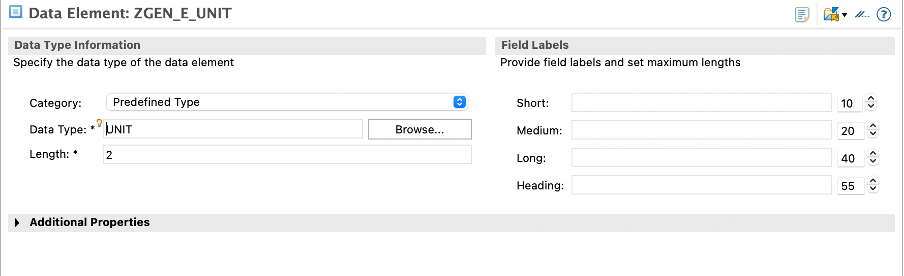 Data Element: ZGEN_E_UNIT
Data Type Information
Specify the data type of the data element
Category: Predefined Type
Data Type: * UNIT Browse...
Length: * 2
Field Labels
Provide field labels and set maximum lengths
Short: 10
Medium: 20
Long: 40
Heading: 55
Additional Properties